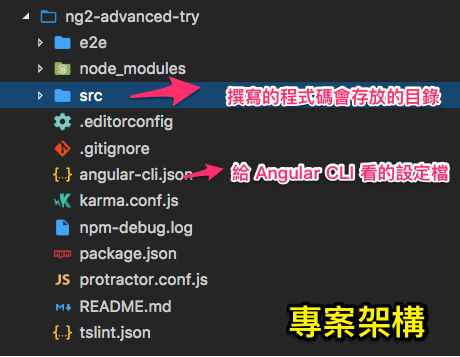 ng2-advanced-try
e2e
node_modules
src 撰寫的程式碼會存放的目錄
.editorconfig
.gitignore
{..} angular-cli.json 給 Angular CLI 看的設定檔
karma.conf.js
npm-debug.log
package.json
JS protractor.conf.js
README.md
{..} tslint.json
專案架構